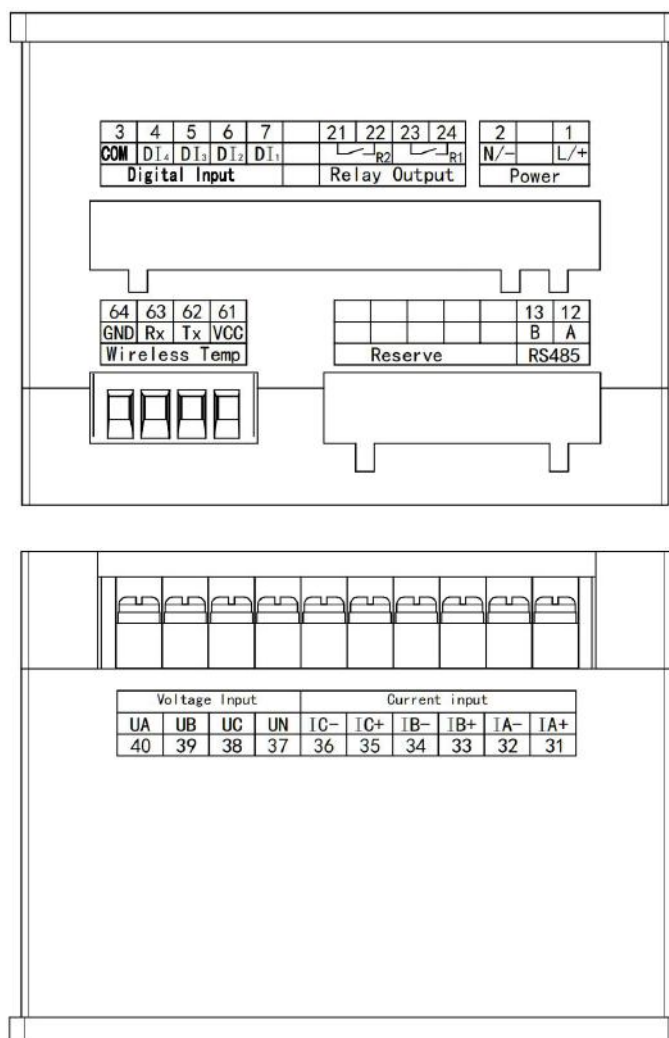 3 4 5 6 7 21 22 23 24 2 1
COM DI₄ DI₃ DI₂ DI₁ R2 R1 N/- L/+
Digital Input Relay Output Power
64 63 62 61 13 12
GND Rx Tx VCC B A
Wireless Temp Reserve RS485
Voltage Input Current input
UA UB UC UN IC- IC+ IB- IB+ IA- IA+
40 39 38 37 36 35 34 33 32 31